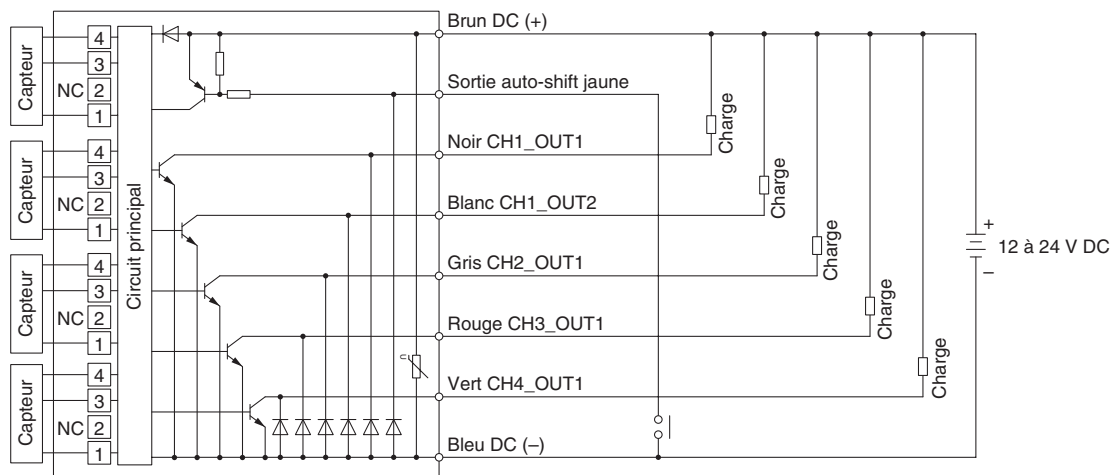 Brun DC (+)
Sortie auto-shift jaune
Noir CH1_OUT1
Blanc CH1_OUT2
Gris CH2_OUT1
Rouge CH3_OUT1
Vert CH4_OUT1
Bleu DC (–)
Capteur
4
3
NC 2
1
Capteur
4
3
NC 2
1
Capteur
4
3
NC 2
1
Capteur
4
3
NC 2
1
Circuit principal
U
Charge
Charge
Charge
Charge
Charge
+
12 à 24 V DC
–